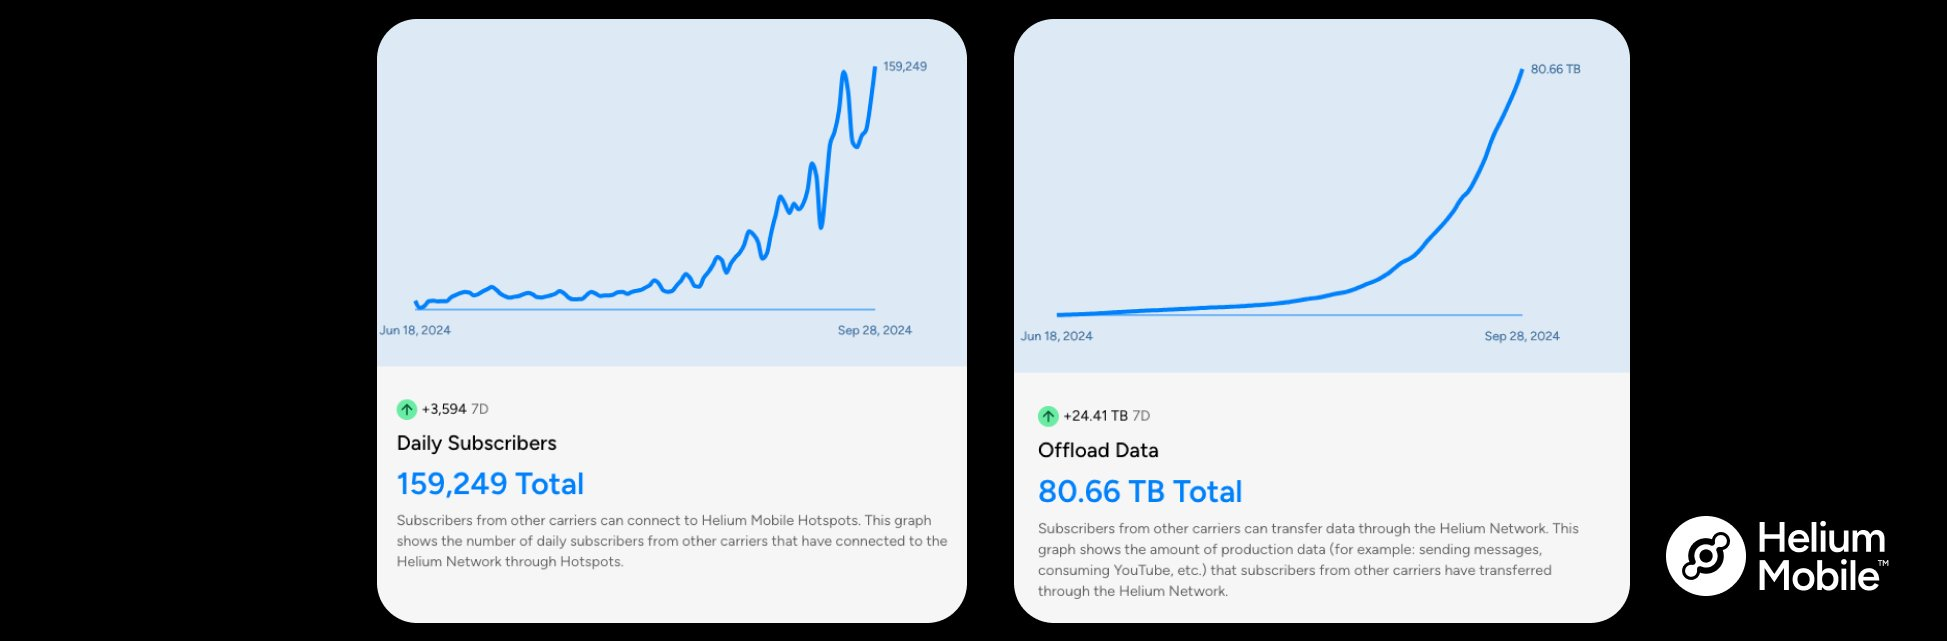 159,249
Jun 18, 2024
Sep 28, 2024
+3,594 7D
Daily Subscribers
159,249 Total
Subscribers from other carriers can connect to Helium Mobile Hotspots. This graph
shows the number of daily subscribers from other carriers that have connected to the
Helium Network through Hotspots.
80.66 TB
Jun 18, 2024
Sep 28, 2024
+24.41 TB 7D
Offload Data
80.66 TB Total
Subscribers from other carriers can transfer data through the Helium Network. This
graph shows the amount of production data (for example: sending messages,
consuming YouTube, etc.) that subscribers from other carriers have transferred
through the Helium Network.
Helium
Mobile™